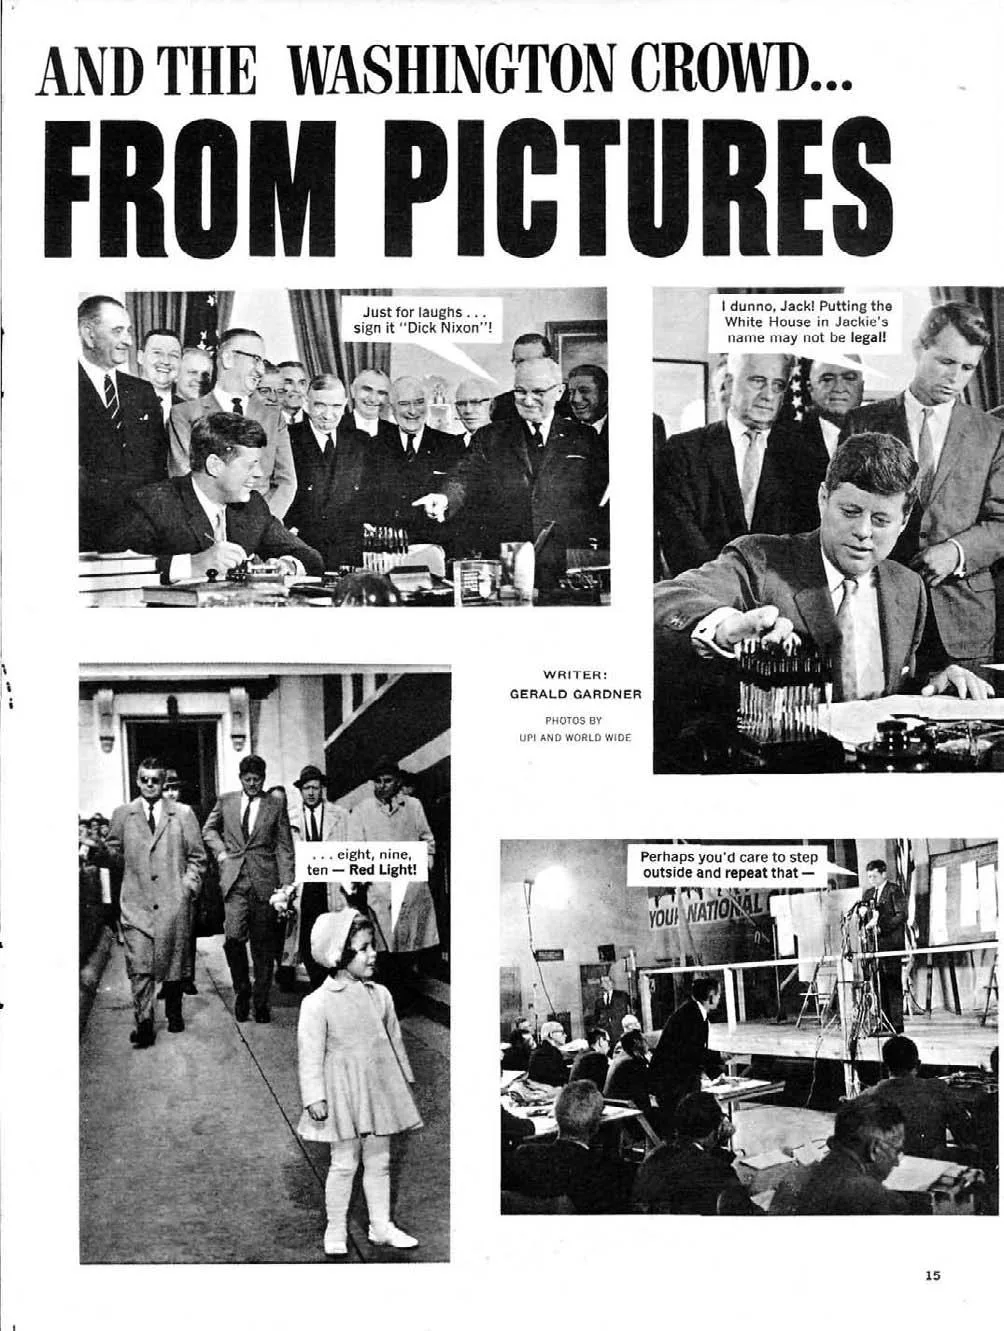 AND THE WASHINGTON CROWD...
FROM PICTURES
Just for laughs . . .
sign it "Dick Nixon"!
I dunno, Jack! Putting the
White House in Jackie's
name may not be legal!
WRITER:
GERALD GARDNER
PHOTOS BY
UPI AND WORLD WIDE
. . . eight, nine,
ten — Red Light!
Perhaps you'd care to step
outside and repeat that —
YOUR NATIONAL
15